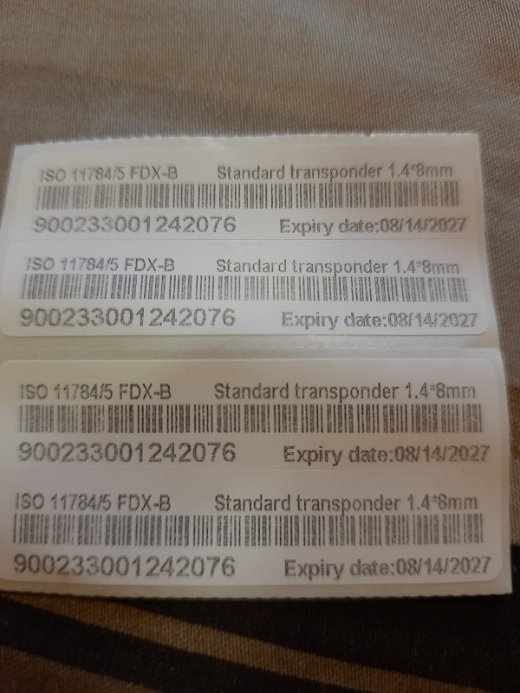 ISO 11784/5 FDX-B Standard transponder 1.4*8mm
900233001242076 Expiry date:08/14/2027
ISO 11784/5 FDX-B Standard transponder 1.4*8mm
900233001242076 Expiry date:08/14/2027
ISO 11784/5 FDX-B Standard transponder 1.4*8mm
900233001242076 Expiry date:08/14/2027
ISO 11784/5 FDX-B Standard transponder 1.4*8mm
900233001242076 Expiry date:08/14/2027